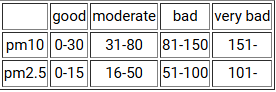 good moderate bad very bad
pm10 0-30 31-80 81-150 151-
pm2.5 0-15 16-50 51-100 101-